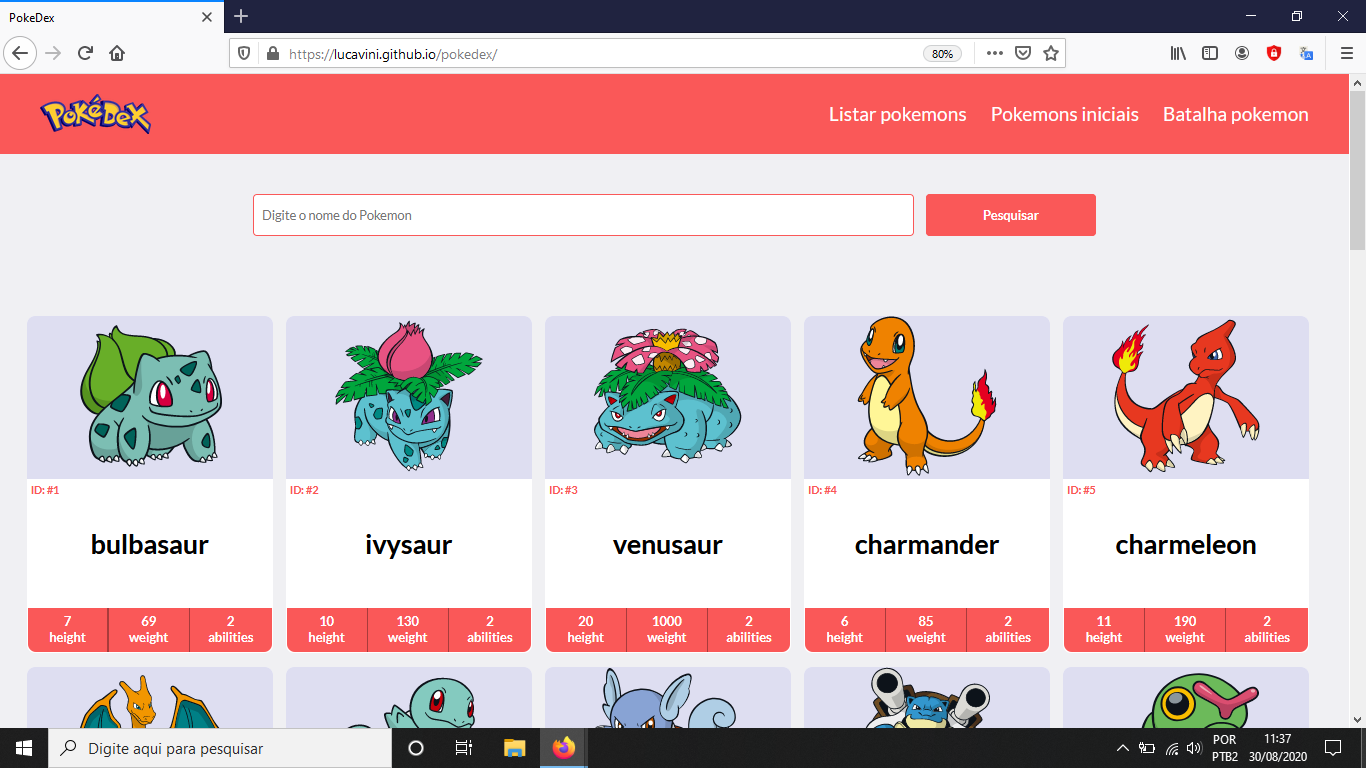 PokeDex
https://lucavini.github.io/pokedex/
80%
PokéDex
Listar pokemons
Pokemons iniciais
Batalha pokemon
Digite o nome do Pokemon
Pesquisar
ID: #1
bulbasaur
7
height
69
weight
2
abilities
ID: #2
ivysaur
10
height
130
weight
2
abilities
ID: #3
venusaur
20
height
1000
weight
2
abilities
ID: #4
charmander
6
height
85
weight
2
abilities
ID: #5
charmeleon
11
height
190
weight
2
abilities
Digite aqui para pesquisar
POR
PTB2
11:37
30/08/2020